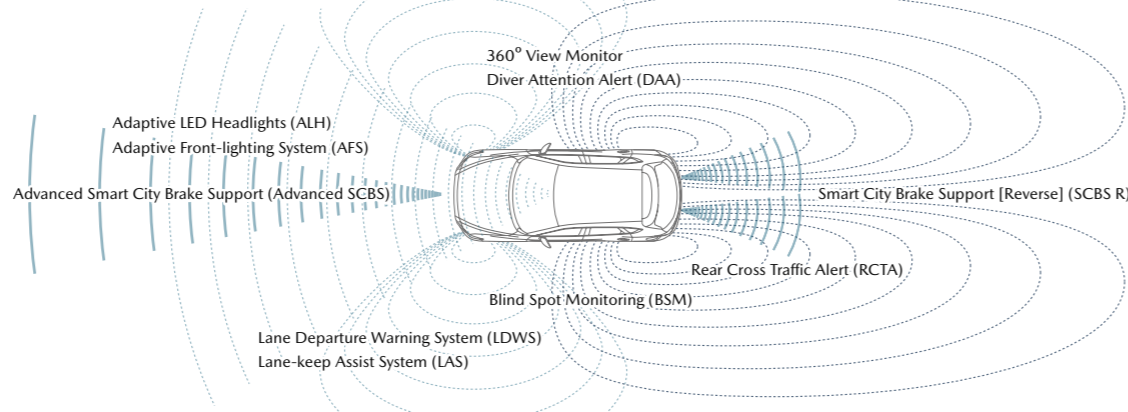 360° View Monitor
Diver Attention Alert (DAA)
Adaptive LED Headlights (ALH)
Adaptive Front-lighting System (AFS)
Advanced Smart City Brake Support (Advanced SCBS)
Smart City Brake Support [Reverse] (SCBS R)
Rear Cross Traffic Alert (RCTA)
Blind Spot Monitoring (BSM)
Lane Departure Warning System (LDWS)
Lane-keep Assist System (LAS)